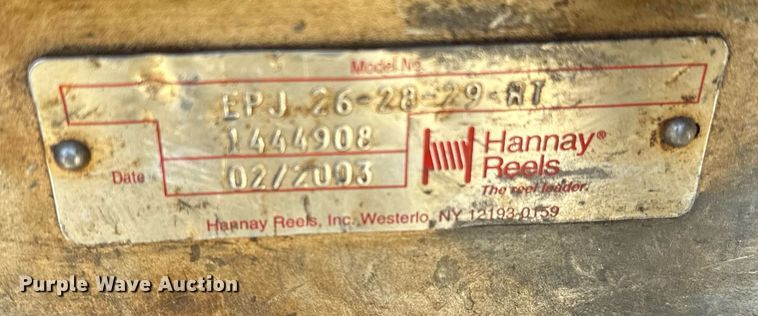 Model No.
EPJ 26-28-29-AT
1444908
Date 02/2003
Hannay®
Reels
The reel leader.
Hannay Reels, Inc. Westerlo, NY 12193-0159
Purple Wave Auction